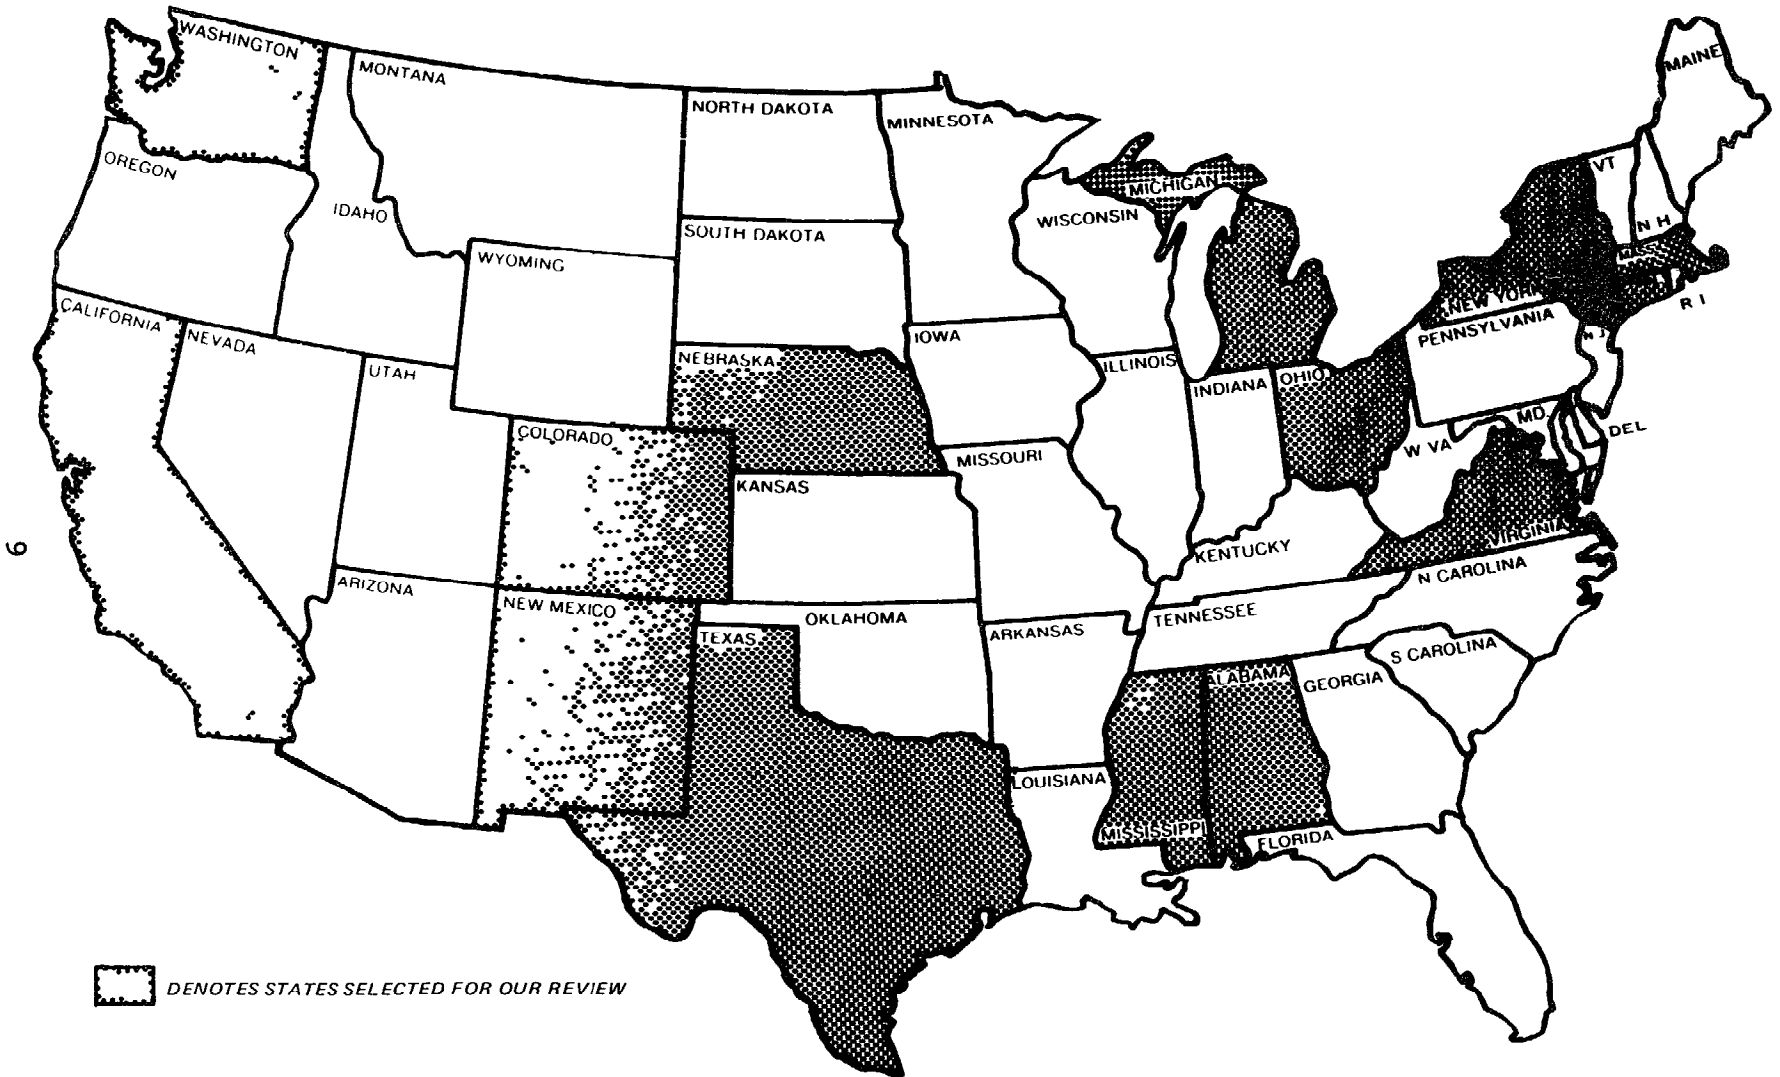 WASHINGTON
MONTANA
NORTH DAKOTA
MINNESOTA
MAINE
OREGON
IDAHO
MICHIGAN
WISCONSIN
VT
N H
MASS
SOUTH DAKOTA
WYOMING
NEW YORK
R I
CALIFORNIA
NEVADA
UTAH
NEBRASKA
IOWA
ILLINOIS
INDIANA
OHIO
PENNSYLVANIA
N J
MD.
DEL
COLORADO
KANSAS
MISSOURI
W VA
VIRGINIA
KENTUCKY
6
ARIZONA
NEW MEXICO
OKLAHOMA
TEXAS
ARKANSAS
TENNESSEE
N CAROLINA
S CAROLINA
ALABAMA
GEORGIA
LOUISIANA
MISSISSIPPI
FLORIDA
DENOTES STATES SELECTED FOR OUR REVIEW